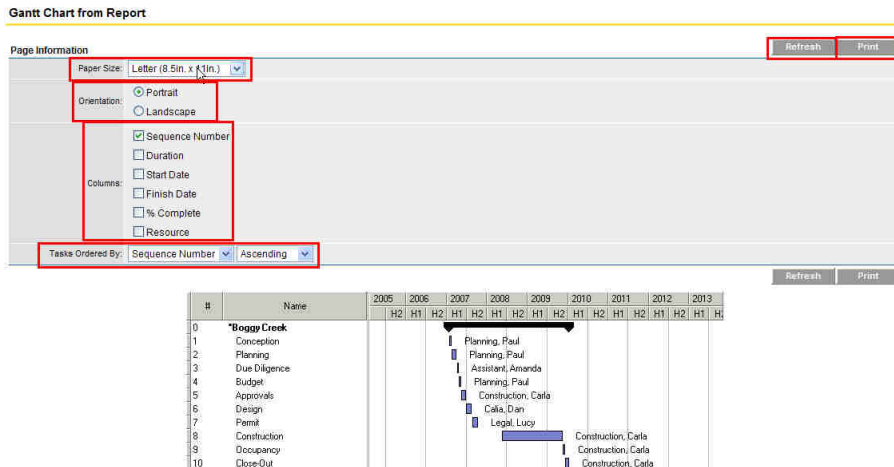 Gantt Chart from Report
Refresh Print
Page Information
Paper Size: Letter (8.5in. x 11in.)
Orientation: Portrait
Landscape
Columns: Sequence Number
Duration
Start Date
Finish Date
% Complete
Resource
Tasks Ordered By: Sequence Number Ascending
Refresh Print
# Name 2005 2006 2007 2008 2009 2010 2011 2012 2013
H2 H1 H2 H1 H2 H1 H2 H1 H2 H1 H2 H1 H2 H1 H2 H1
0 *Boggy Creek
1 Conception Planning, Paul
2 Planning Planning, Paul
3 Due Diligence Assistant, Amanda
4 Budget Planning, Paul
5 Approvals Construction, Carla
6 Design Calia, Dan
7 Permit Legal, Lucy
8 Construction Construction, Carla
9 Occupancy Construction, Carla
10 Close-Out Construction, Carla